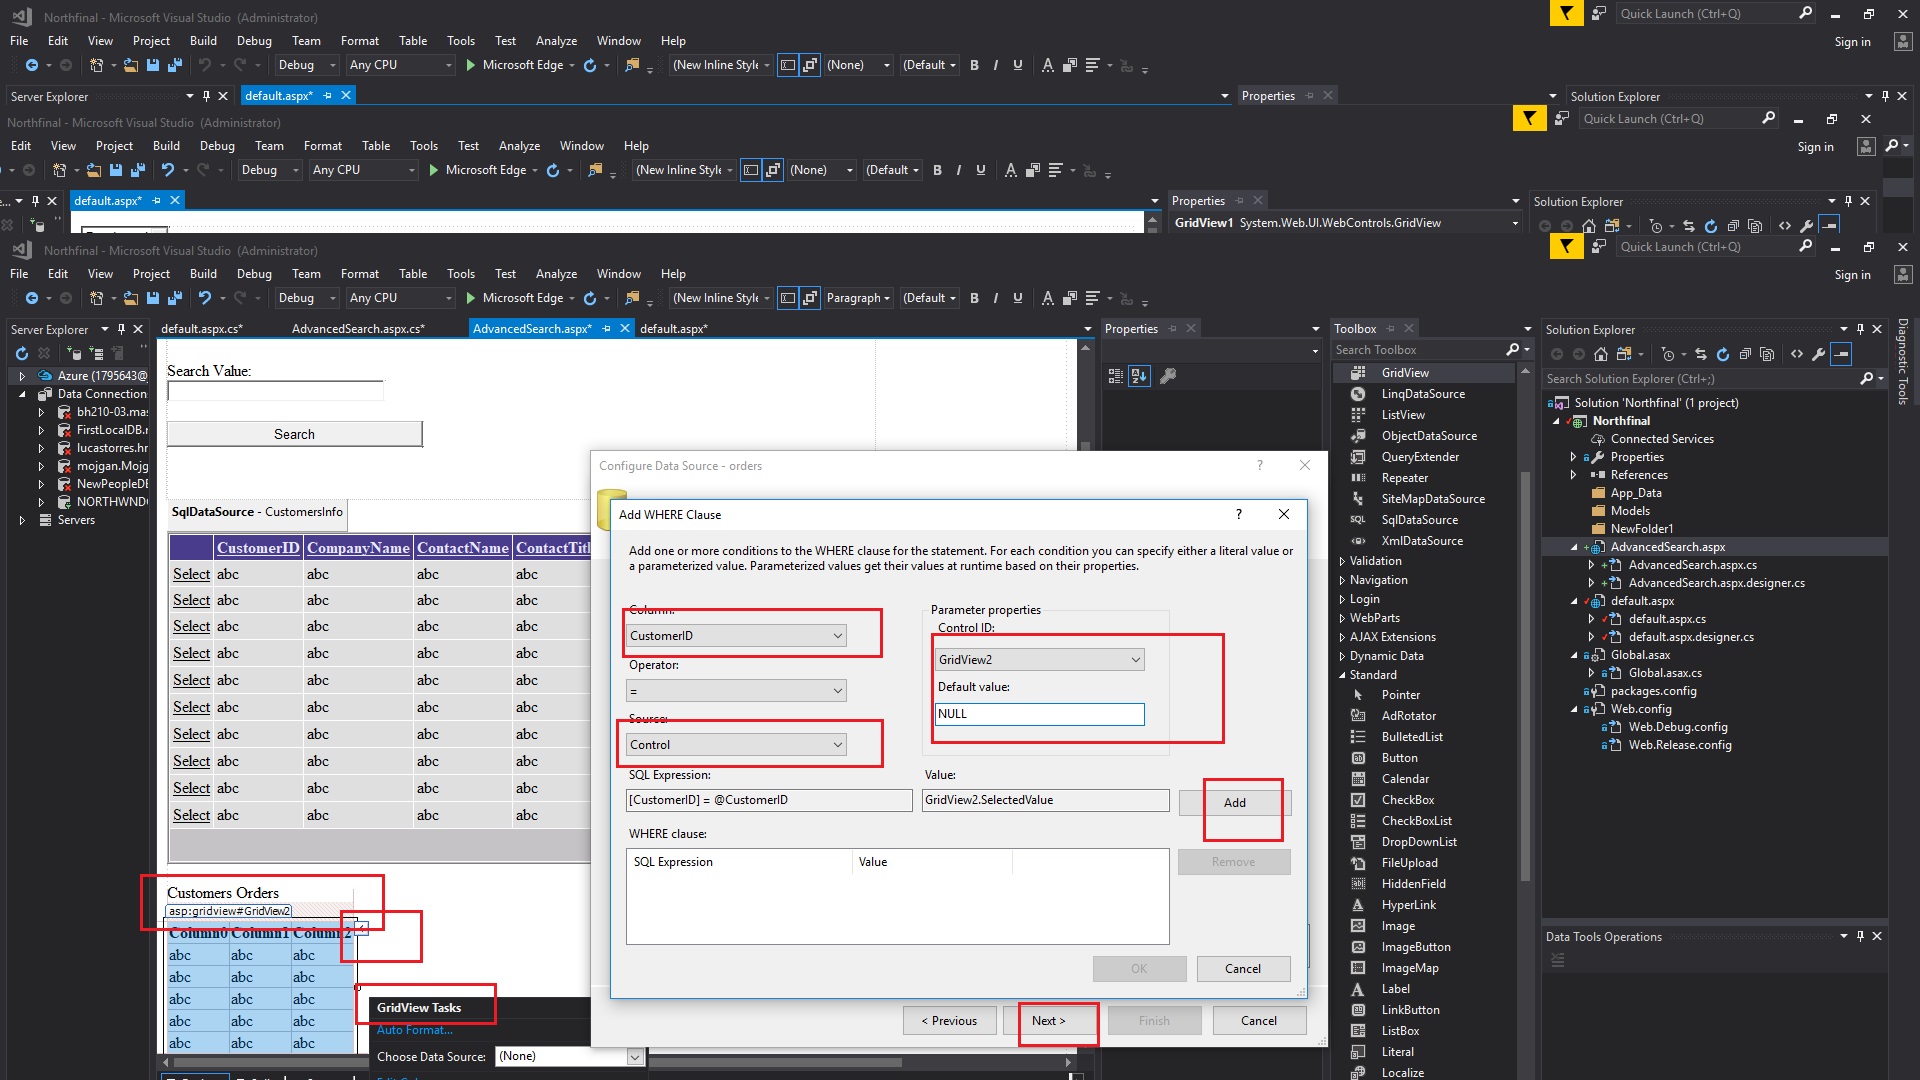 Northfinal - Microsoft Visual Studio (Administrator)
Quick Launch (Ctrl+Q)
File Edit View Project Build Debug Team Format Table Tools Test Analyze Window Help
Sign in
Debug Any CPU Microsoft Edge (New Inline Style (None) (Default B I U A
Server Explorer default.aspx* Properties Solution Explorer
Northfinal - Microsoft Visual Studio (Administrator)
Quick Launch (Ctrl+Q)
Edit View Project Build Debug Team Format Table Tools Test Analyze Window Help
Sign in
Debug Any CPU Microsoft Edge (New Inline Style (None) (Default B I U A
e... default.aspx* Properties Solution Explorer
GridView1 System.Web.UI.WebControls.GridView
Northfinal - Microsoft Visual Studio (Administrator)
Quick Launch (Ctrl+Q)
File Edit View Project Build Debug Team Format Table Tools Test Analyze Window Help
Sign in
Debug Any CPU Microsoft Edge (New Inline Style Paragraph (Default B I U A
Server Explorer
Azure (1795643@
Data Connection
bh210-03.mas
FirstLocalDB.r
lucastorres.hr
mojgan.Mojg
NewPeopleDB
NORTHWND
Servers
default.aspx.cs* AdvancedSearch.aspx.cs* AdvancedSearch.aspx* default.aspx*
Search Value:
Search
SqlDataSource - CustomersInfo
CustomerID CompanyName ContactName ContactTitl
Select abc abc abc abc
Select abc abc abc abc
Select abc abc abc abc
Select abc abc abc abc
Select abc abc abc abc
Select abc abc abc abc
Select abc abc abc abc
Select abc abc abc abc
Select abc abc abc abc
Select abc abc abc abc
Customers Orders
asp:gridview#GridView2
Column0 Column1 Column2
abc abc abc
abc abc abc
abc abc abc
abc abc abc
abc abc abc
GridView Tasks
Auto Format...
Choose Data Source: (None)
Configure Data Source - orders
?
Add WHERE Clause
?
Add one or more conditions to the WHERE clause for the statement. For each condition you can specify either a literal value or
a parameterized value. Parameterized values get their values at runtime based on their properties.
Column:
CustomerID
Operator:
=
Source:
Control
Parameter properties
Control ID:
GridView2
Default value:
NULL
SQL Expression:
[CustomerID] = @CustomerID
Value:
GridView2.SelectedValue
Add
WHERE clause:
SQL Expression Value
Remove
OK Cancel
< Previous Next > Finish Cancel
Properties
Toolbox
Search Toolbox
GridView
LinqDataSource
ListView
ObjectDataSource
QueryExtender
Repeater
SiteMapDataSource
SQL SqlDataSource
XmlDataSource
Validation
Navigation
Login
WebParts
AJAX Extensions
Dynamic Data
Standard
Pointer
AdRotator
BulletedList
Button
Calendar
CheckBox
CheckBoxList
DropDownList
FileUpload
HiddenField
HyperLink
Image
ImageButton
ImageMap
Label
LinkButton
ListBox
Literal
Localize
Solution Explorer
Search Solution Explorer (Ctrl+;)
Solution 'Northfinal' (1 project)
Northfinal
Connected Services
Properties
References
App_Data
Models
NewFolder1
AdvancedSearch.aspx
AdvancedSearch.aspx.cs
AdvancedSearch.aspx.designer.cs
default.aspx
default.aspx.cs
default.aspx.designer.cs
Global.asax
Global.asax.cs
packages.config
Web.config
Web.Debug.config
Web.Release.config
Data Tools Operations
Diagnostic Tools